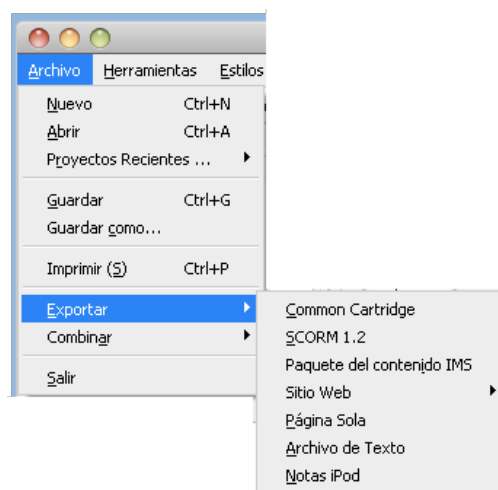 Archivo Herramientas Estilos
Nuevo Ctrl+N
Abrir Ctrl+A
Proyectos Recientes ...
Guardar Ctrl+G
Guardar como...
Imprimir (S) Ctrl+P
Exportar
Combinar
Salir
Common Cartridge
SCORM 1.2
Paquete del contenido IMS
Sitio Web
Página Sola
Archivo de Texto
Notas iPod